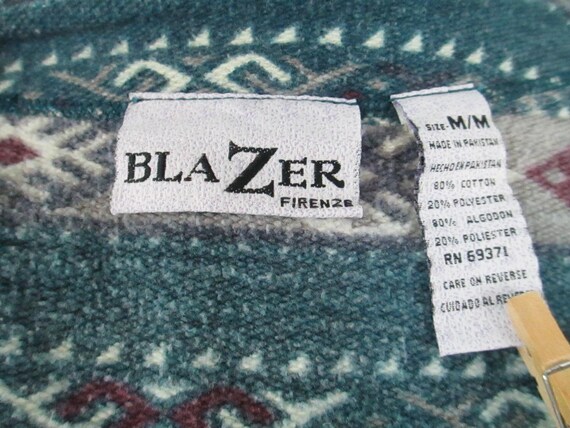 BLAZER
FIRENZE
SIZE: M/M
MADE IN PAKISTAN
HECHO EN PAKISTAN
80% COTTON
20% POLYESTER
80% ALGODON
20% POLIESTER
RN 69371
CARE ON REVERSE
CUIDADO AL